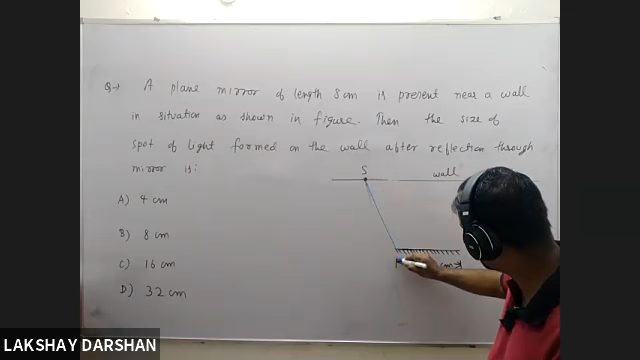 Q→ A plane mirror of length 8cm is present near a wall
in situation as shown in figure. Then the size of
spot of light formed on the wall after reflection through
mirror is:
S wall
A) 4 cm
B) 8 cm
C) 16 cm
D) 32 cm
cm
LAKSHAY DARSHAN